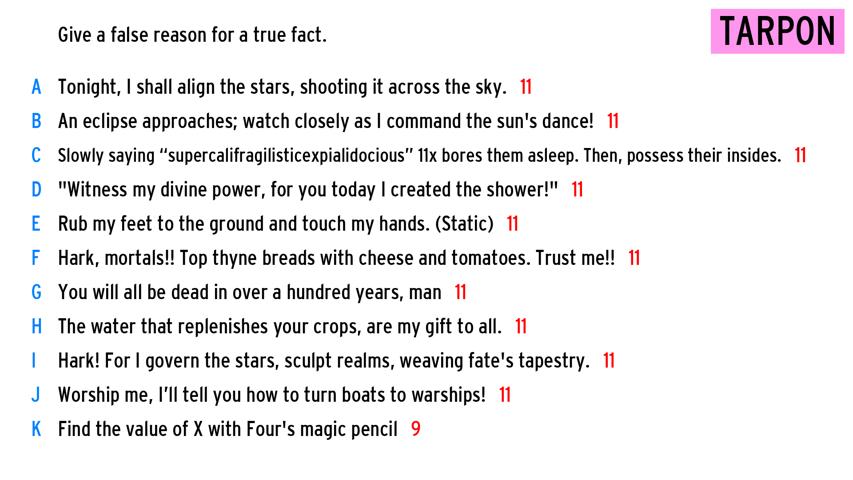 Give a false reason for a true fact.
TARPON
A Tonight, I shall align the stars, shooting it across the sky. 11
B An eclipse approaches; watch closely as I command the sun's dance! 11
C Slowly saying “supercalifragilisticexpialidocious” 11x bores them asleep. Then, possess their insides. 11
D "Witness my divine power, for you today I created the shower!" 11
E Rub my feet to the ground and touch my hands. (Static) 11
F Hark, mortals!! Top thyne breads with cheese and tomatoes. Trust me!! 11
G You will all be dead in over a hundred years, man 11
H The water that replenishes your crops, are my gift to all. 11
I Hark! For I govern the stars, sculpt realms, weaving fate's tapestry. 11
J Worship me, I’ll tell you how to turn boats to warships! 11
K Find the value of X with Four's magic pencil 9